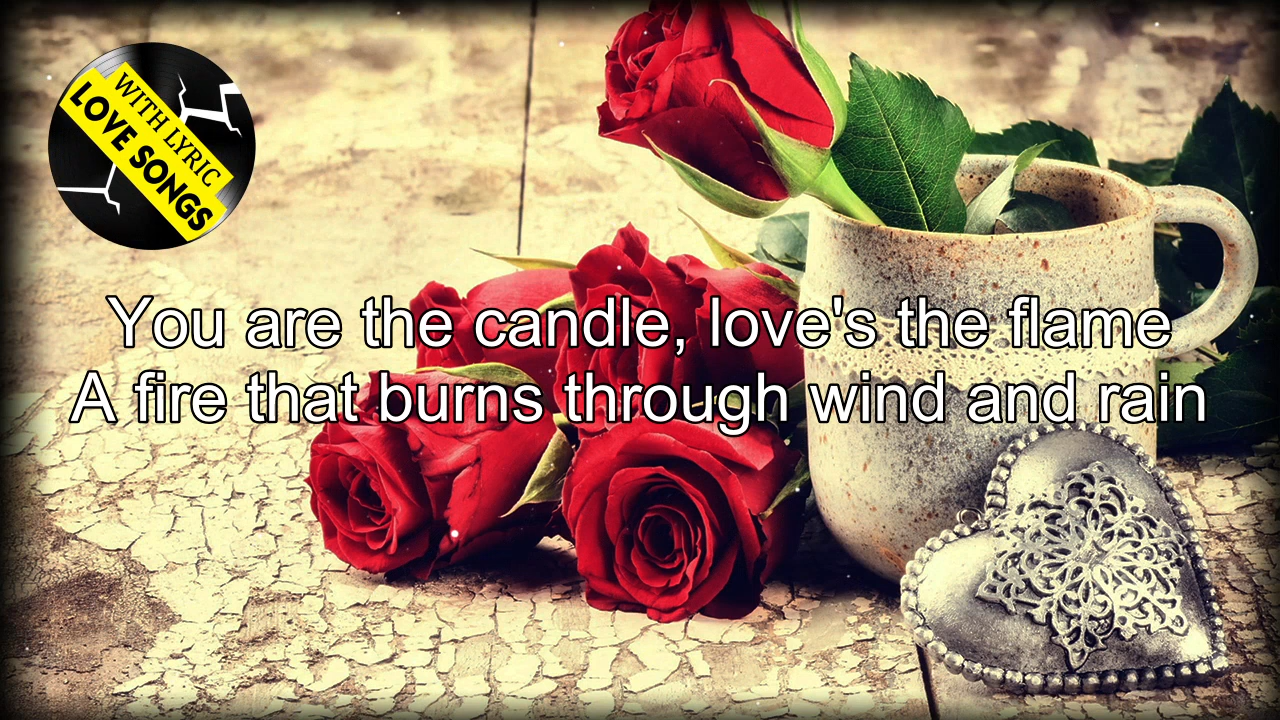 WITH LYRIC
LOVE SONGS
You are the candle, love's the flame
A fire that burns through wind and rain